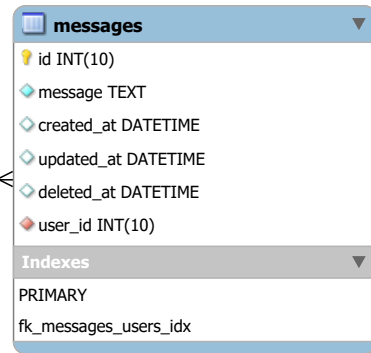 messages
id INT(10)
message TEXT
created_at DATETIME
updated_at DATETIME
deleted_at DATETIME
user_id INT(10)
Indexes
PRIMARY
fk_messages_users_idx